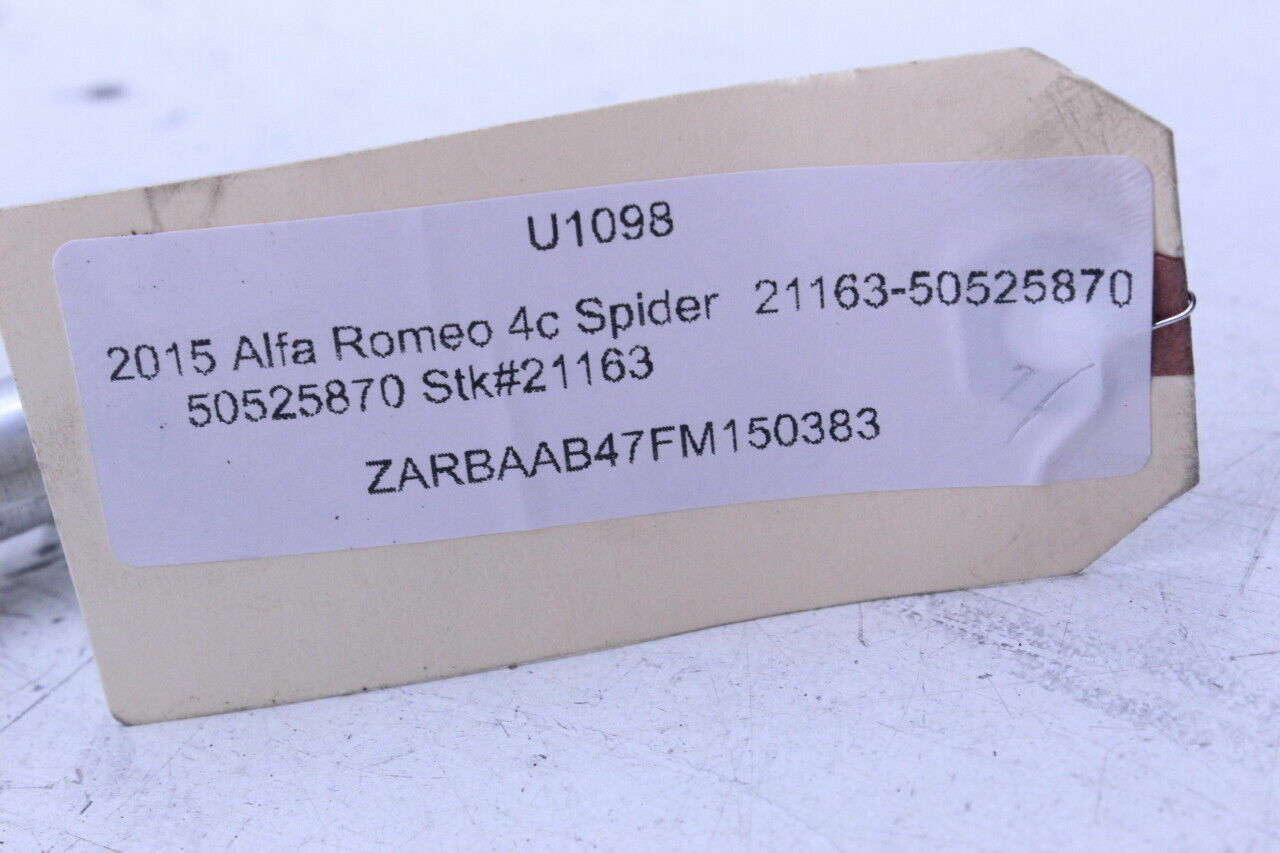 U1098
2015 Alfa Romeo 4c Spider 21163-50525870
50525870 Stk#21163
ZARBAAB47FM150383